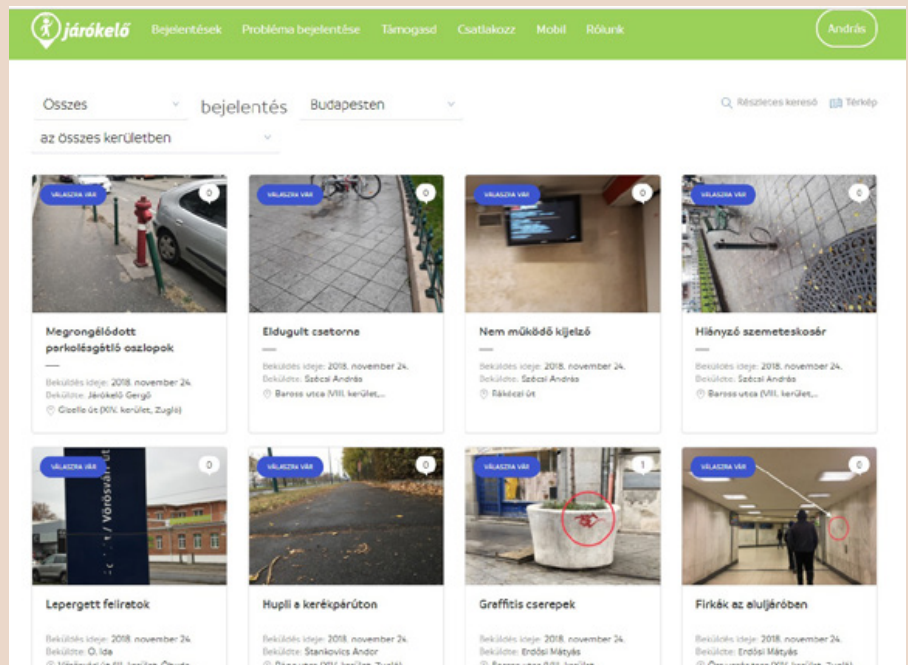 járókelő
Bejelentések Probléma bejelentése Támogasd Csatlakozz Mobil Rólunk
András
Összes bejelentés Budapesten
Részletes kereső Térkép
az összes kerületben
VÁLASZRA VÁR 0
VÁLASZRA VÁR 0
VÁLASZRA VÁR 0
VÁLASZRA VÁR 0
Megrongálódott
parkolásgátló oszlopok
Beküldés ideje: 2018. november 24.
Beküldte: Járókelő Gergő
Gizella út (XIV. kerület, Zugló)
Eldugult csatorna
Beküldés ideje: 2018. november 24.
Beküldte: Szécsi András
Baross utca (VIII. kerület,...
Nem működő kijelző
Beküldés ideje: 2018. november 24.
Beküldte: Szécsi András
Rákóczi út
Hiányzó szemeteskosár
Beküldés ideje: 2018. november 24.
Beküldte: Szécsi András
Baross utca (VIII. kerület,...
VÁLASZRA VÁR 0
VÁLASZRA VÁR 0
VÁLASZRA VÁR 1
VÁLASZRA VÁR 0
/ Vörösvári út
Lepergett feliratok
Beküldés ideje: 2018. november 24.
Beküldte: O. Ida
Hupli a kerékpárúton
Beküldés ideje: 2018. november 24.
Beküldte: Stankovics Andor
Graffitis cserepek
Beküldés ideje: 2018. november 24.
Beküldte: Erdősi Mátyás
Firkák az aluljáróban
Beküldés ideje: 2018. november 24.
Beküldte: Erdősi Mátyás